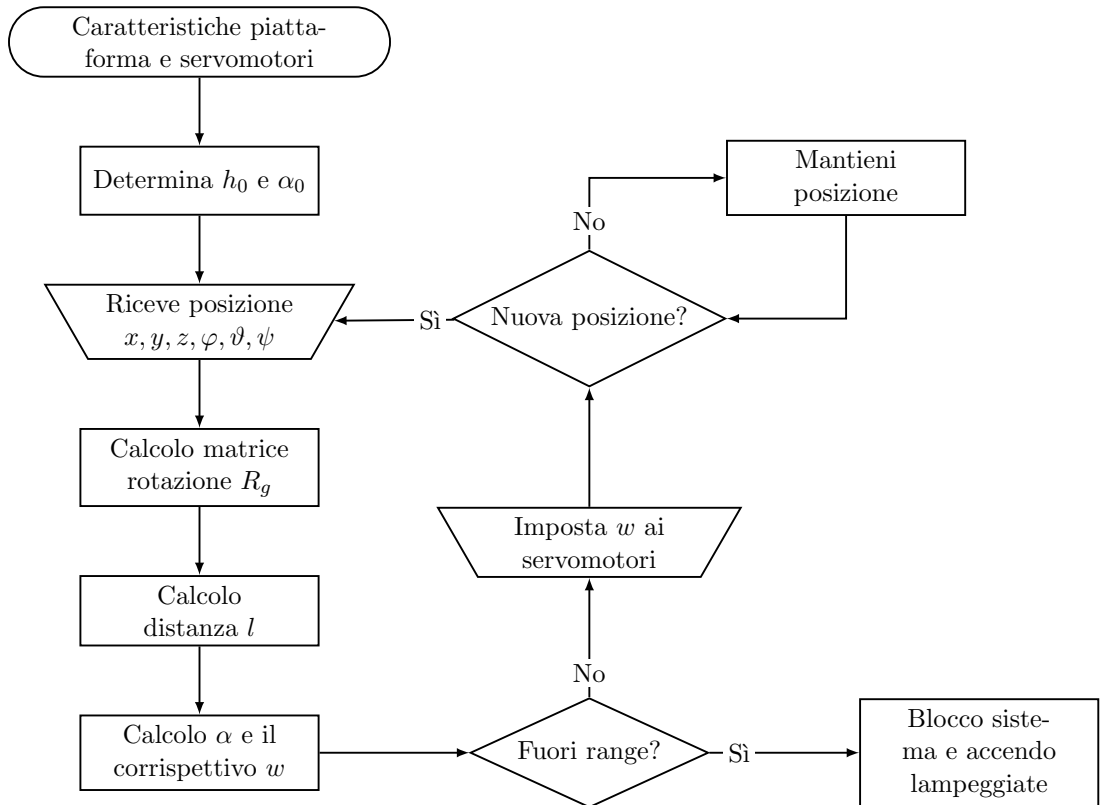 Caratteristiche piatta-
forma e servomotori
Determina h₀ e α₀
Riceve posizione
x, y, z, φ, ϑ, ψ
Calcolo matrice
rotazione R_g
Calcolo
distanza l
Calcolo α e il
corrispettivo w
Fuori range?
Sì
Blocco siste-
ma e accendo
lampeggiate
No
Imposta w ai
servomotori
Nuova posizione?
Sì
No
Mantieni
posizione